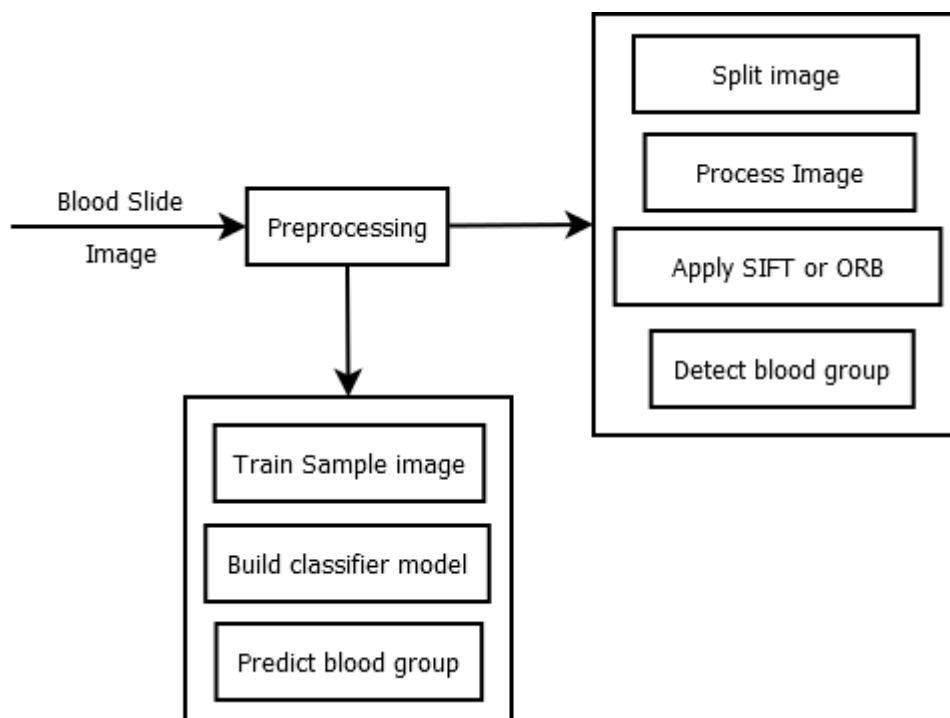 Blood Slide
Image
Preprocessing
Split image
Process Image
Apply SIFT or ORB
Detect blood group
Train Sample image
Build classifier model
Predict blood group